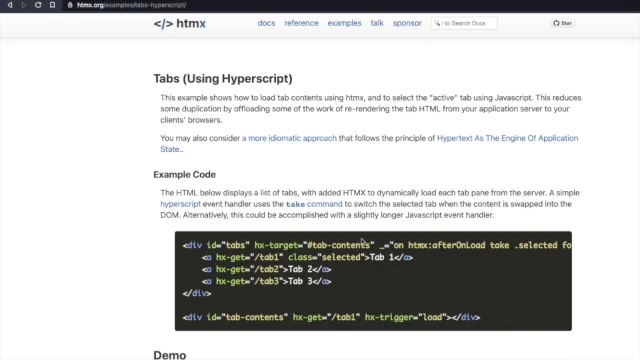 htmx.org/examples/tabs-hyperscript/
</> htmx
docs reference examples talk sponsor
/ to Search Docs
Star
Tabs (Using Hyperscript)
This example shows how to load tab contents using htmx, and to select the "active" tab using Javascript. This reduces
some duplication by offloading some of the work of re-rendering the tab HTML from your application server to your
clients' browsers.
You may also consider a more idiomatic approach that follows the principle of Hypertext As The Engine Of Application
State..
Example Code
The HTML below displays a list of tabs, with added HTMX to dynamically load each tab pane from the server. A simple
hyperscript event handler uses the take command to switch the selected tab when the content is swapped into the
DOM. Alternatively, this could be accomplished with a slightly longer Javascript event handler.
<div id="tabs" hx-target="#tab-contents" _="on htmx:afterOnLoad take .selected fo
<a hx-get="/tab1" class="selected">Tab 1</a>
<a hx-get="/tab2">Tab 2</a>
<a hx-get="/tab3">Tab 3</a>
</div>
<div id="tab-contents" hx-get="/tab1" hx-trigger="load"></div>
Demo